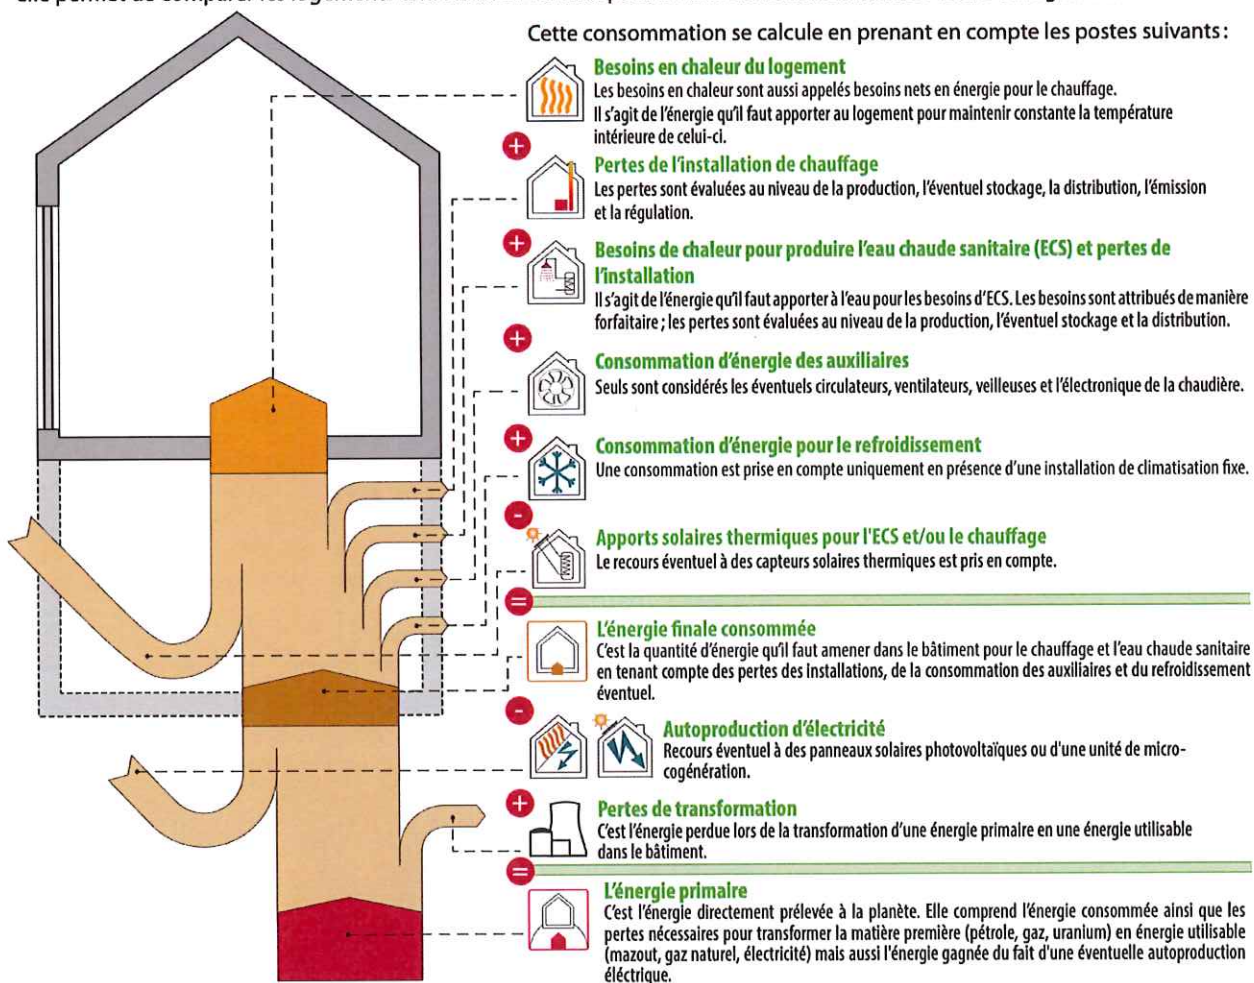 Cette consommation se calcule en prenant en compte les postes suivants :
Besoins en chaleur du logement
Les besoins en chaleur sont aussi appelés besoins nets en énergie pour le chauffage.
Il s'agit de l'énergie qu'il faut apporter au logement pour maintenir constante la température
intérieure de celui-ci.
+
Pertes de l'installation de chauffage
Les pertes sont évaluées au niveau de la production, l'éventuel stockage, la distribution, l'émission
et la régulation.
+
Besoins de chaleur pour produire l'eau chaude sanitaire (ECS) et pertes de
l'installation
Il s'agit de l'énergie qu'il faut apporter à l'eau pour les besoins d'ECS. Les besoins sont attribués de manière
forfaitaire ; les pertes sont évaluées au niveau de la production, l'éventuel stockage et la distribution.
+
Consommation d'énergie des auxiliaires
Seuls sont considérés les éventuels circulateurs, ventilateurs, veilleuses et l'électronique de la chaudière.
+
Consommation d'énergie pour le refroidissement
Une consommation est prise en compte uniquement en présence d'une installation de climatisation fixe.
-
Apports solaires thermiques pour l'ECS et/ou le chauffage
Le recours éventuel à des capteurs solaires thermiques est pris en compte.
=
L'énergie finale consommée
C'est la quantité d'énergie qu'il faut amener dans le bâtiment pour le chauffage et l'eau chaude sanitaire
en tenant compte des pertes des installations, de la consommation des auxiliaires et du refroidissement
éventuel.
-
Autoproduction d'électricité
Recours éventuel à des panneaux solaires photovoltaïques ou d'une unité de micro-
cogénération.
+
Pertes de transformation
C'est l'énergie perdue lors de la transformation d'une énergie primaire en une énergie utilisable
dans le bâtiment.
=
L'énergie primaire
C'est l'énergie directement prélevée à la planète. Elle comprend l'énergie consommée ainsi que les
pertes nécessaires pour transformer la matière première (pétrole, gaz, uranium) en énergie utilisable
(mazout, gaz naturel, électricité) mais aussi l'énergie gagnée du fait d'une éventuelle autoproduction
éléctrique.